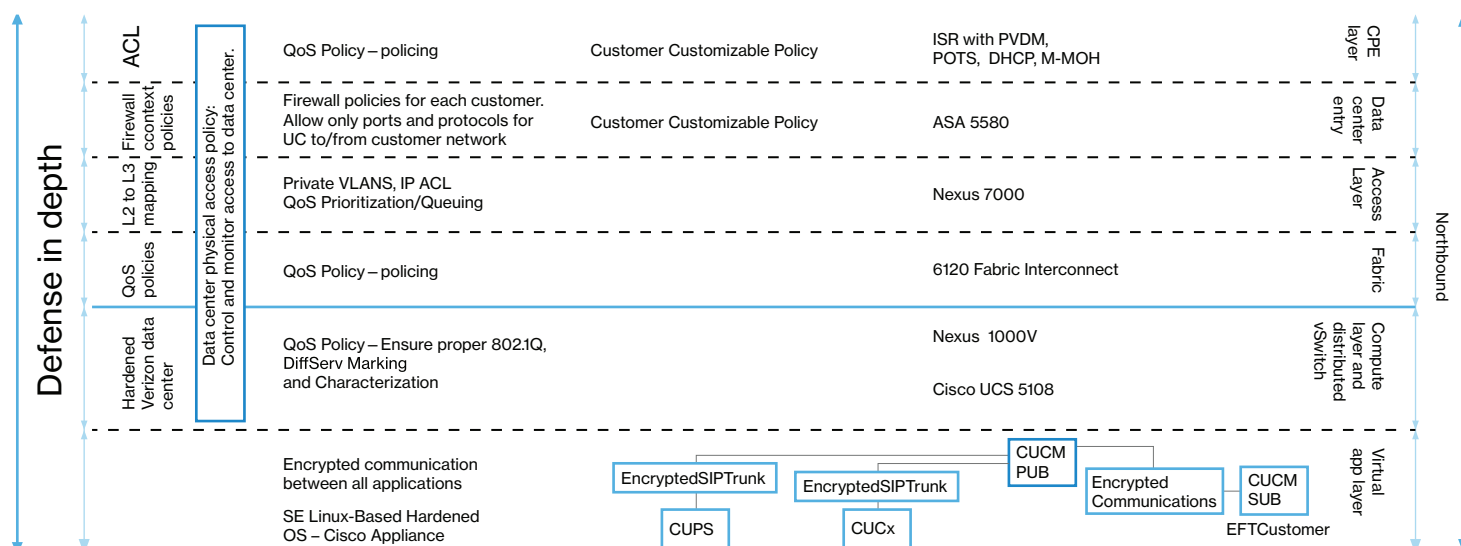 Defense in depth
ACL
Data center physical access policy:
Control and monitor access to data center.
QoS Policy – policing
Customer Customizable Policy
ISR with PVDM,
POTS, DHCP, M-MOH
CPE
layer
Firewall
ccontext
policies
Firewall policies for each customer.
Allow only ports and protocols for
UC to/from customer network
Customer Customizable Policy
ASA 5580
Data
center
entry
L2 to L3
mapping
Private VLANS, IP ACL
QoS Prioritization/Queuing
Nexus 7000
Access
Layer
Northbound
QoS
policies
QoS Policy – policing
6120 Fabric Interconnect
Fabric
Hardened
Verizon data
center
QoS Policy – Ensure proper 802.1Q,
DiffServ Marking
and Characterization
Nexus 1000V
Cisco UCS 5108
Compute
layer and
distributed
vSwitch
Encrypted communication
between all applications
SE Linux-Based Hardened
OS – Cisco Appliance
EncryptedSIPTrunk
CUPS
EncryptedSIPTrunk
CUCx
CUCM
PUB
Encrypted
Communications
CUCM
SUB
EFTCustomer
Virtual
app layer